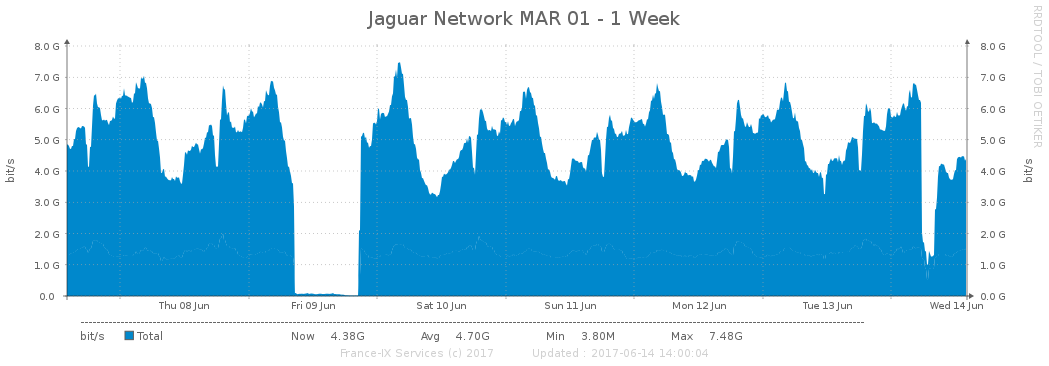 Jaguar Network MAR 01 - 1 Week
RRDTOOL / TOBI OETIKER
8.0 G 8.0 G
7.0 G 7.0 G
6.0 G 6.0 G
5.0 G 5.0 G
4.0 G 4.0 G
3.0 G 3.0 G
2.0 G 2.0 G
1.0 G 1.0 G
0.0 0.0 G
bit/s
bit/s
Thu 08 Jun Fri 09 Jun Sat 10 Jun Sun 11 Jun Mon 12 Jun Tue 13 Jun Wed 14 Jun
bit/s Total Now 4.38G Avg 4.70G Min 3.80M Max 7.48G
France-IX Services (c) 2017 Updated : 2017-06-14 14:00:04